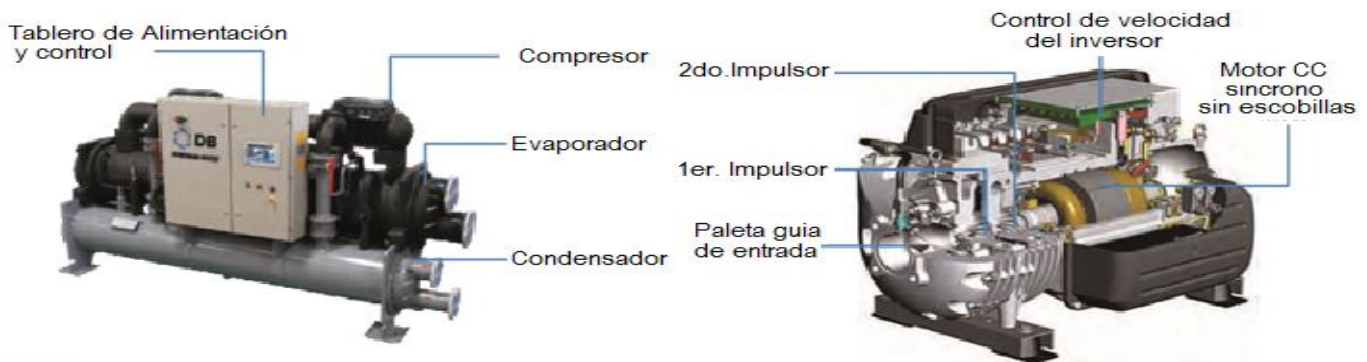 Tablero de Alimentación
y control
Compresor
Evaporador
Condensador
DB
Control de velocidad
del inversor
2do.Impulsor
Motor CC
sincrono
sin escobillas
1er. Impulsor
Paleta guia
de entrada